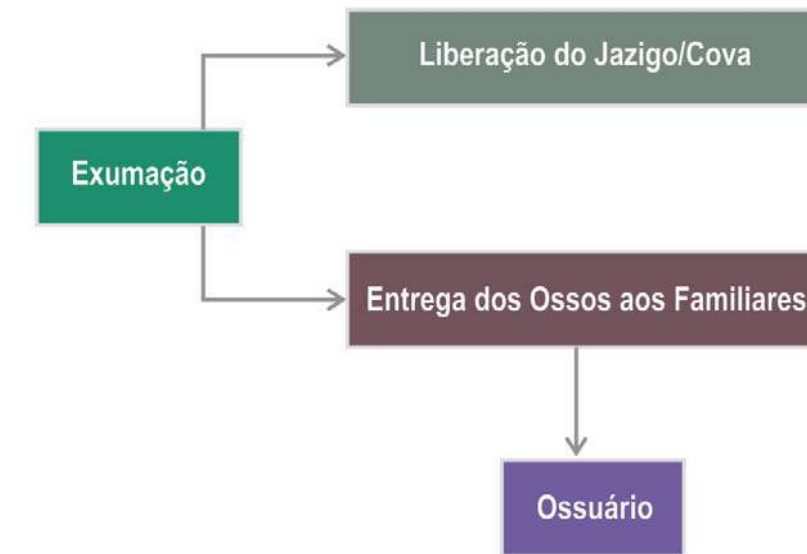 Liberação do Jazigo/Cova
Exumação
Entrega dos Ossos aos Familiares
Ossuário